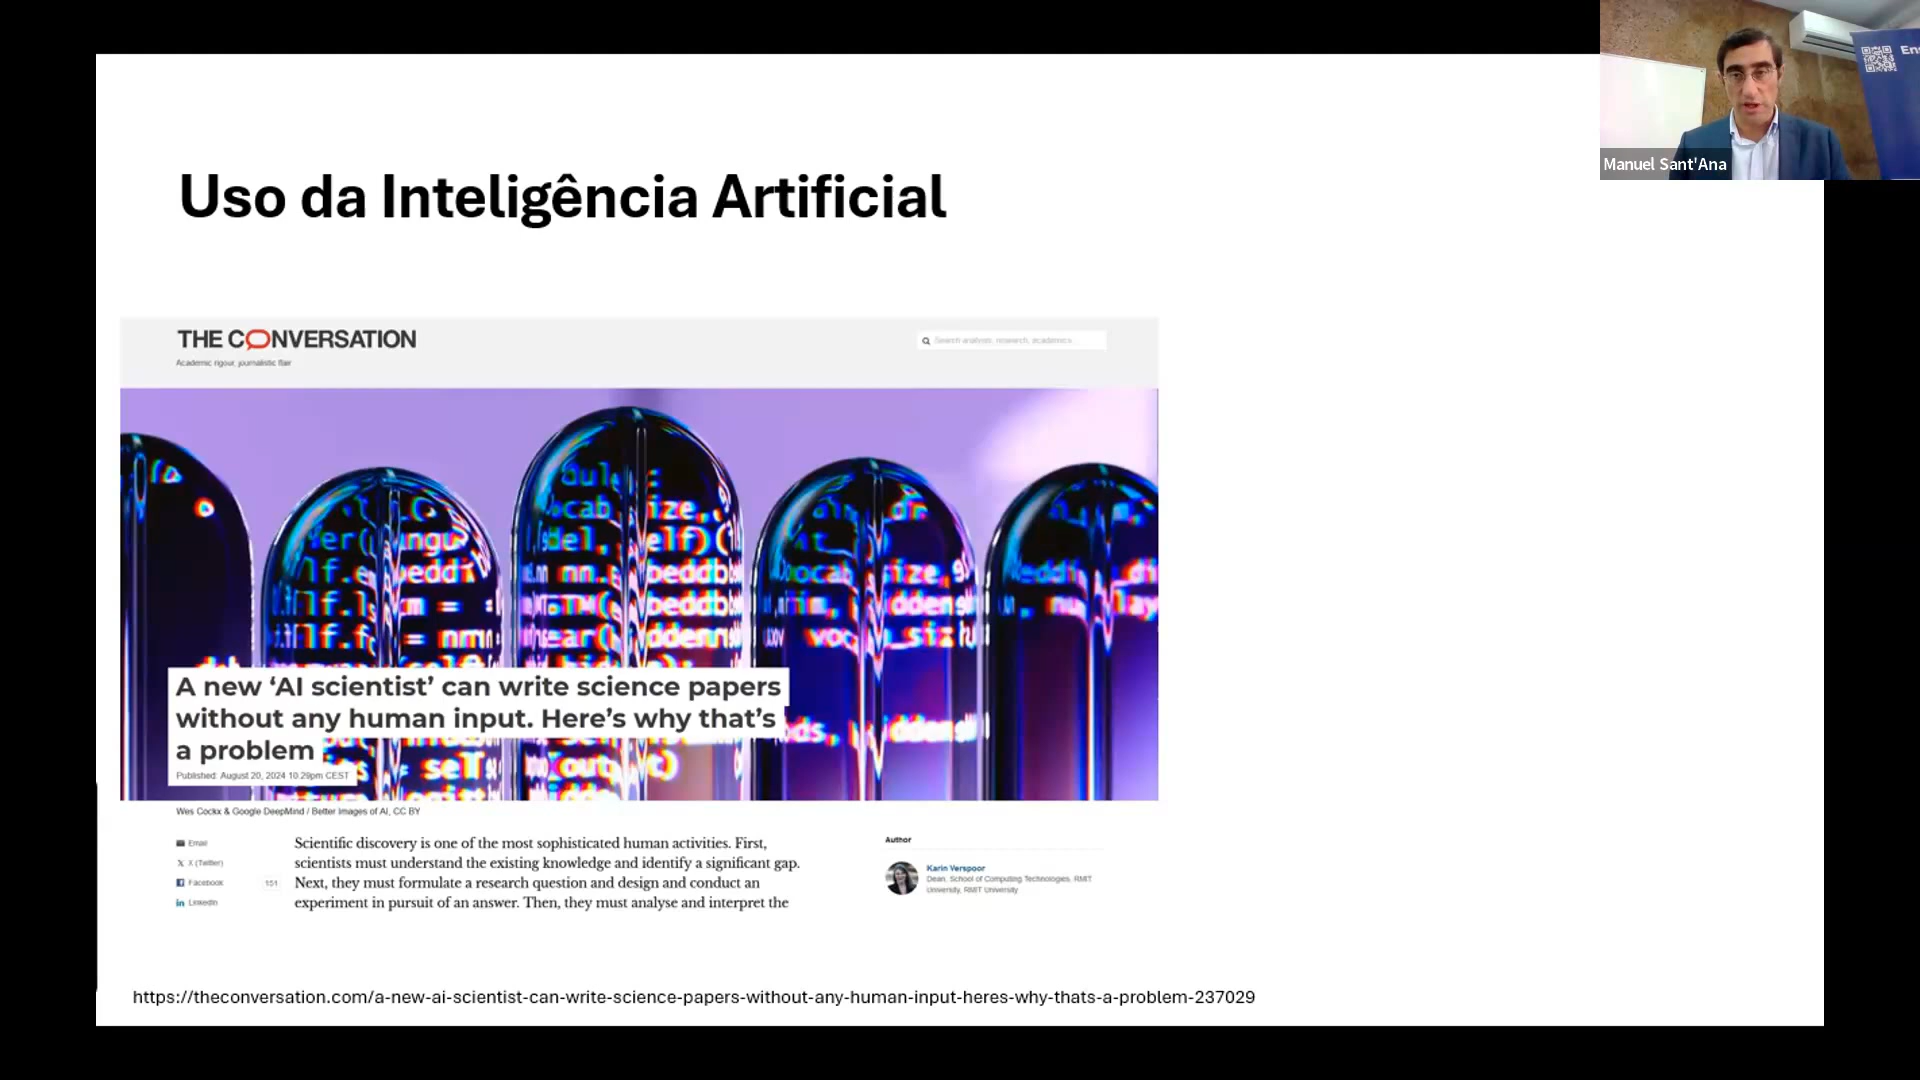 Ens
Manuel Sant'Ana
Uso da Inteligência Artificial
THE CONVERSATION
Academic rigour, journalistic flair
Search analysis, research, academics…
A new ‘AI scientist’ can write science papers
without any human input. Here’s why that’s
a problem
Published: August 20, 2024 10.29pm CEST
Wes Cockx & Google DeepMind / Better Images of AI, CC BY
Email
X (Twitter)
Facebook 151
LinkedIn
Scientific discovery is one of the most sophisticated human activities. First,
scientists must understand the existing knowledge and identify a significant gap.
Next, they must formulate a research question and design and conduct an
experiment in pursuit of an answer. Then, they must analyse and interpret the
Author
Karin Verspoor
Dean, School of Computing Technologies, RMIT
University, RMIT University
https://theconversation.com/a-new-ai-scientist-can-write-science-papers-without-any-human-input-heres-why-thats-a-problem-237029